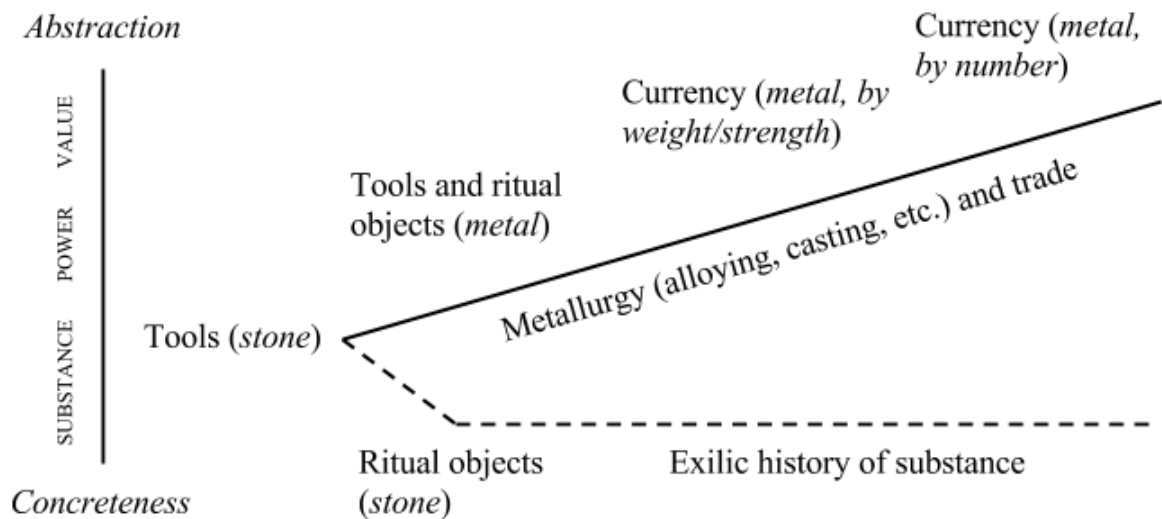 Abstraction
Currency (metal,
by number)
Currency (metal, by
weight/strength)
VALUE
Tools and ritual
objects (metal)
POWER
Metallurgy (alloying, casting, etc.) and trade
Tools (stone)
SUBSTANCE
Ritual objects
(stone)
Exilic history of substance
Concreteness